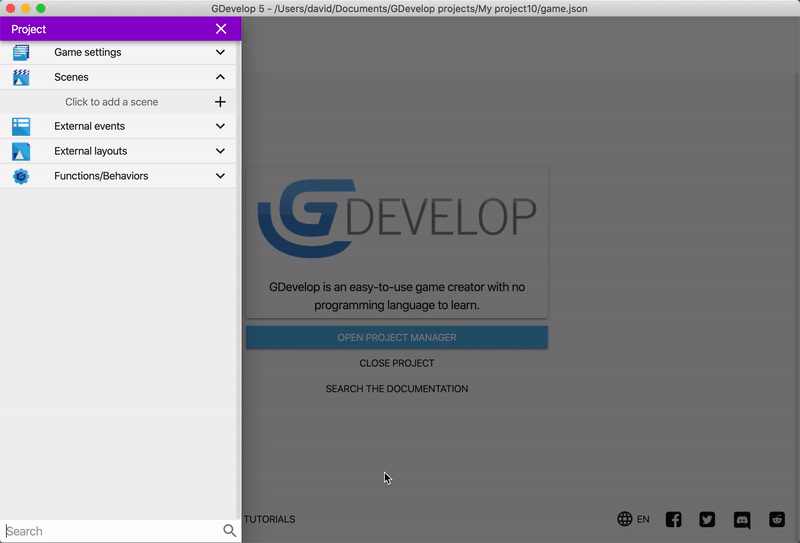 GDevelop 5 - /Users/david/Documents/GDevelop projects/My project10/game.json
Project
Game settings
Scenes
Click to add a scene
External events
External layouts
Functions/Behaviors
Search
GDEVELOP
GDevelop is an easy-to-use game creator with no
programming language to learn.
OPEN PROJECT MANAGER
CLOSE PROJECT
SEARCH THE DOCUMENTATION
TUTORIALS
EN